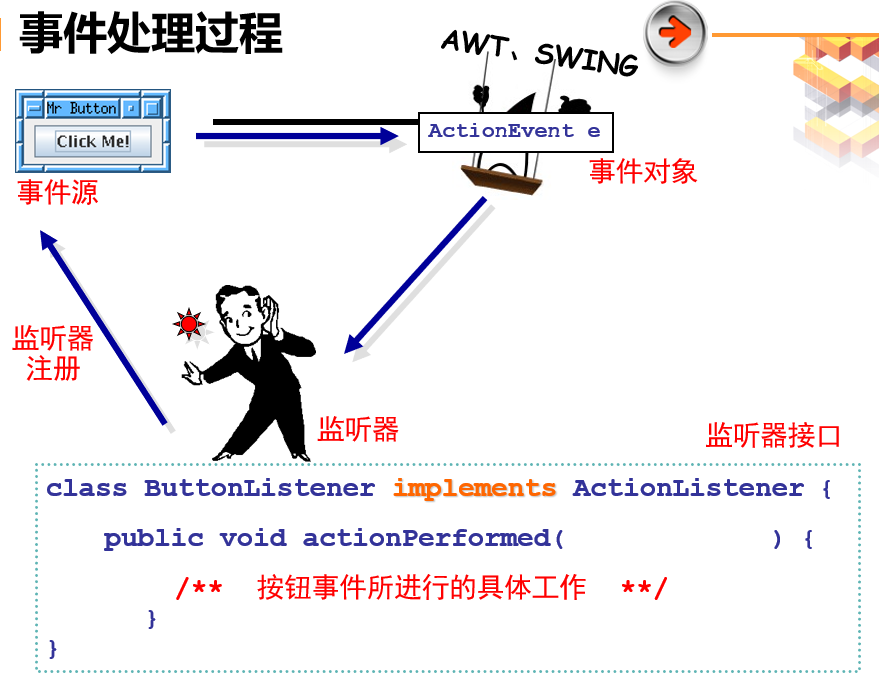 事件处理过程
AWT、SWING
Mr Button
Click Me!
ActionEvent e
事件源
事件对象
监听器
注册
监听器
监听器接口
class ButtonListener implements ActionListener {
public void actionPerformed( ) {
/** 按钮事件所进行的具体工作 **/
}
}